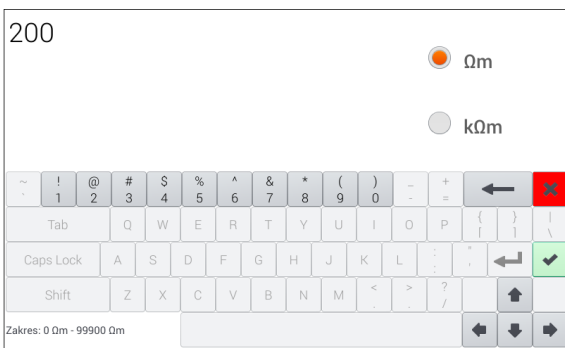 200
Ωm
kΩm
~ ! @ # $ % ^ & * ( ) _ +
` 1 2 3 4 5 6 7 8 9 0 - =
Tab Q W E R T Y U I O P { } |
[ ] \
Caps Lock A S D F G H J K L : "
; '
Shift Z X C V B N M < > ?
, . /
Zakres: 0 Ωm - 99900 Ωm